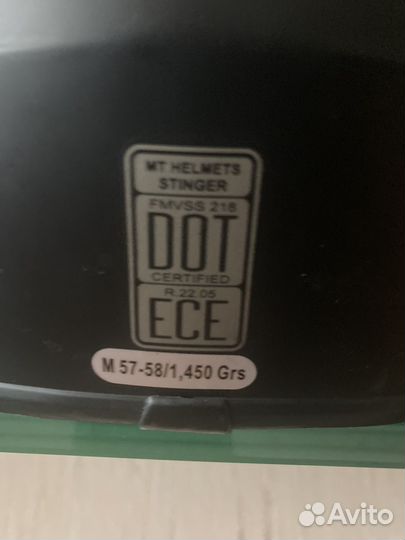 MT HELMETS
STINGER
FMVSS 218
DOT
CERTIFIED
R.22.05
ECE
M 57-58/1,450 Grs
Avito